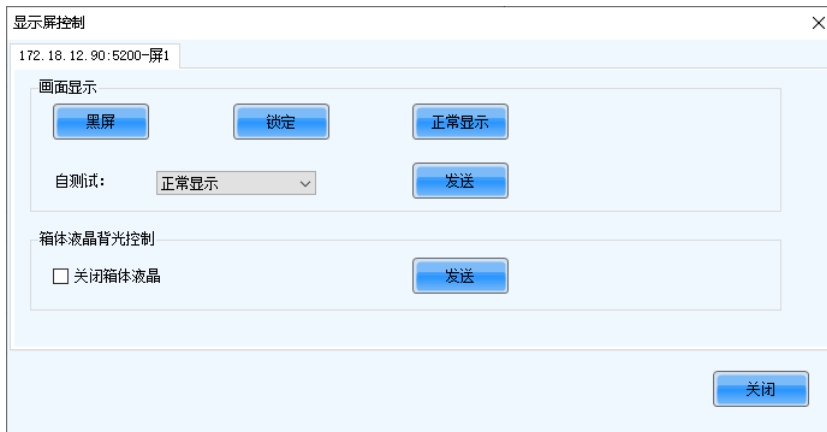 显示屏控制
172.18.12.90:5200-屏1
画面显示
黑屏 锁定 正常显示
自测试: 正常显示 发送
箱体液晶背光控制
关闭箱体液晶 发送
关闭